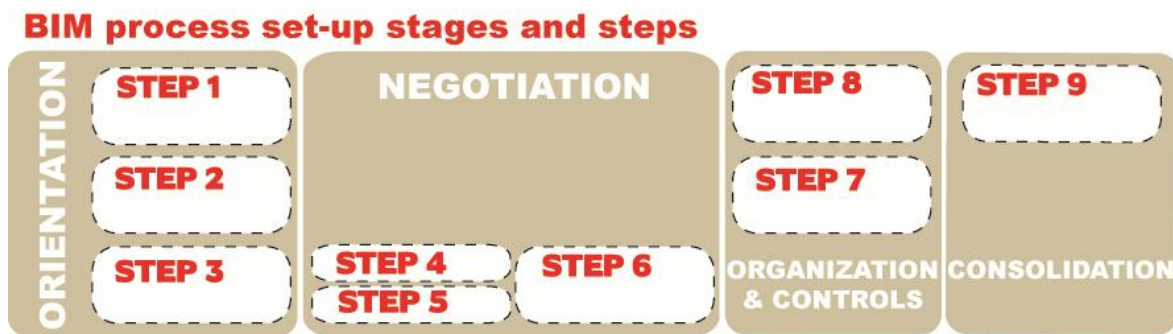 BIM process set-up stages and steps
ORIENTATION
STEP 1
STEP 2
STEP 3
NEGOTIATION
STEP 4
STEP 5
STEP 6
STEP 8
STEP 7
ORGANIZATION
& CONTROLS
STEP 9
CONSOLIDATION